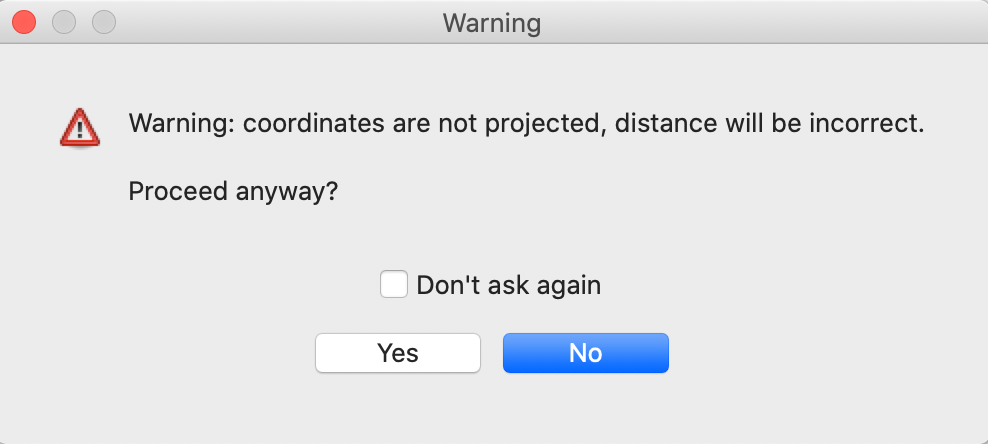 Warning
Warning: coordinates are not projected, distance will be incorrect.
Proceed anyway?
Don't ask again
Yes
No